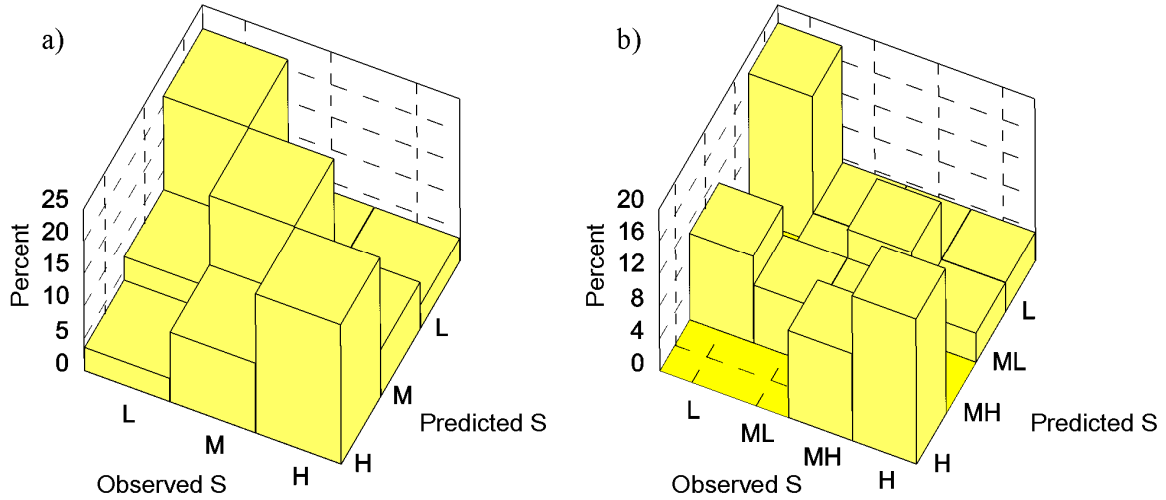 a)
25
20
15
10
5
0
Percent
L
M
H
Observed S
H
M
L
Predicted S
b)
20
16
12
8
4
0
Percent
L
ML
MH
H
Observed S
H
MH
ML
L
Predicted S